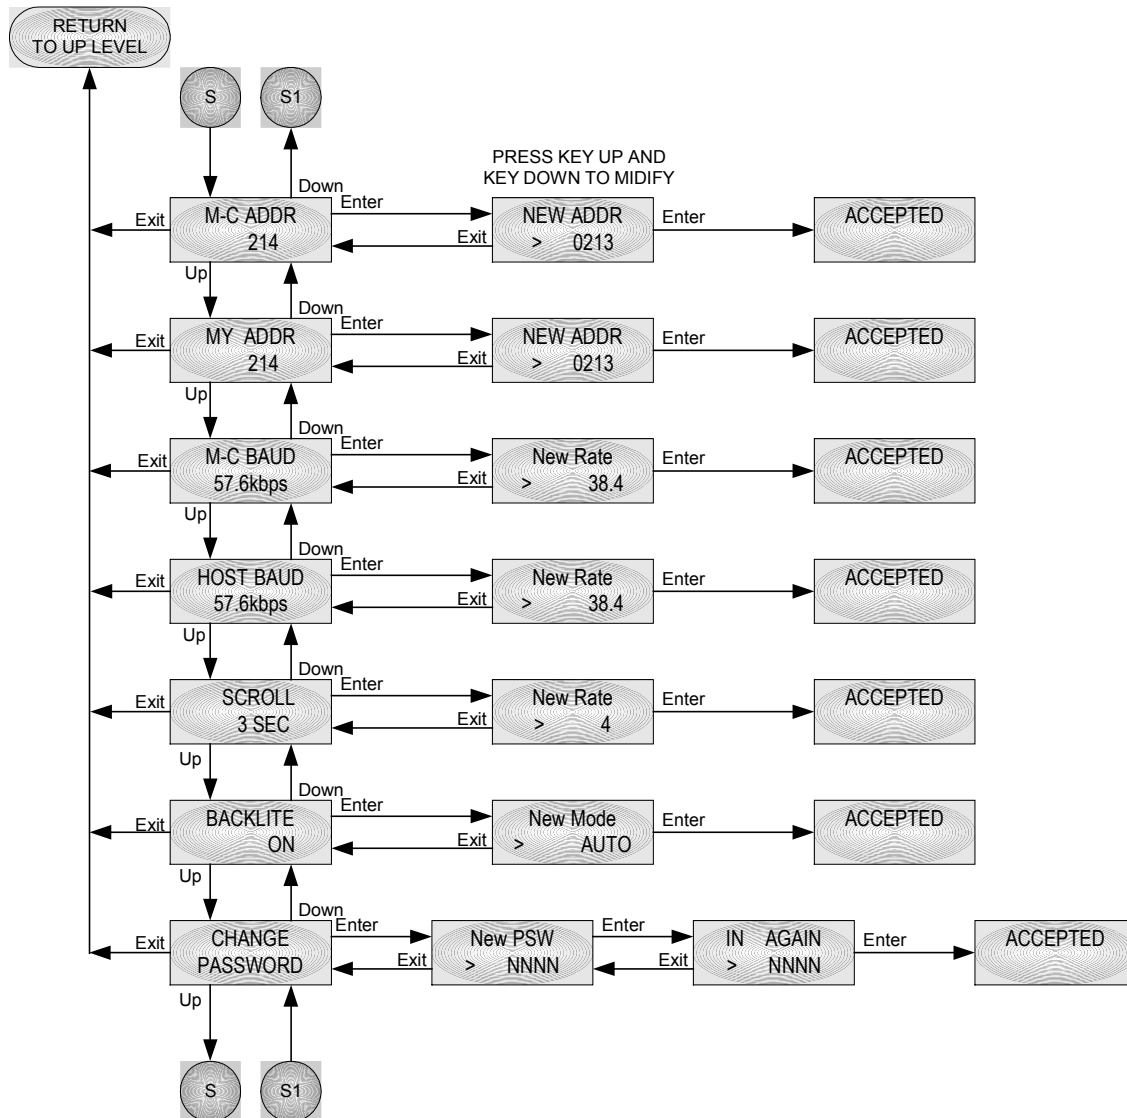 RETURN
TO UP LEVEL
S
S1
PRESS KEY UP AND
KEY DOWN TO MIDIFY
Down
Exit
M-C ADDR
214
Enter
Exit
NEW ADDR
> 0213
Enter
ACCEPTED
Up
Down
Exit
MY ADDR
214
Enter
Exit
NEW ADDR
> 0213
Enter
ACCEPTED
Up
Down
Exit
M-C BAUD
57.6kbps
Enter
Exit
New Rate
> 38.4
Enter
ACCEPTED
Up
Down
Exit
HOST BAUD
57.6kbps
Enter
Exit
New Rate
> 38.4
Enter
ACCEPTED
Up
Down
Exit
SCROLL
3 SEC
Enter
Exit
New Rate
> 4
Enter
ACCEPTED
Up
Down
Exit
BACKLITE
ON
Enter
Exit
New Mode
> AUTO
Enter
ACCEPTED
Up
Down
Exit
CHANGE
PASSWORD
Enter
Exit
New PSW
> NNNN
Enter
Exit
IN AGAIN
> NNNN
Enter
ACCEPTED
Up
S
S1